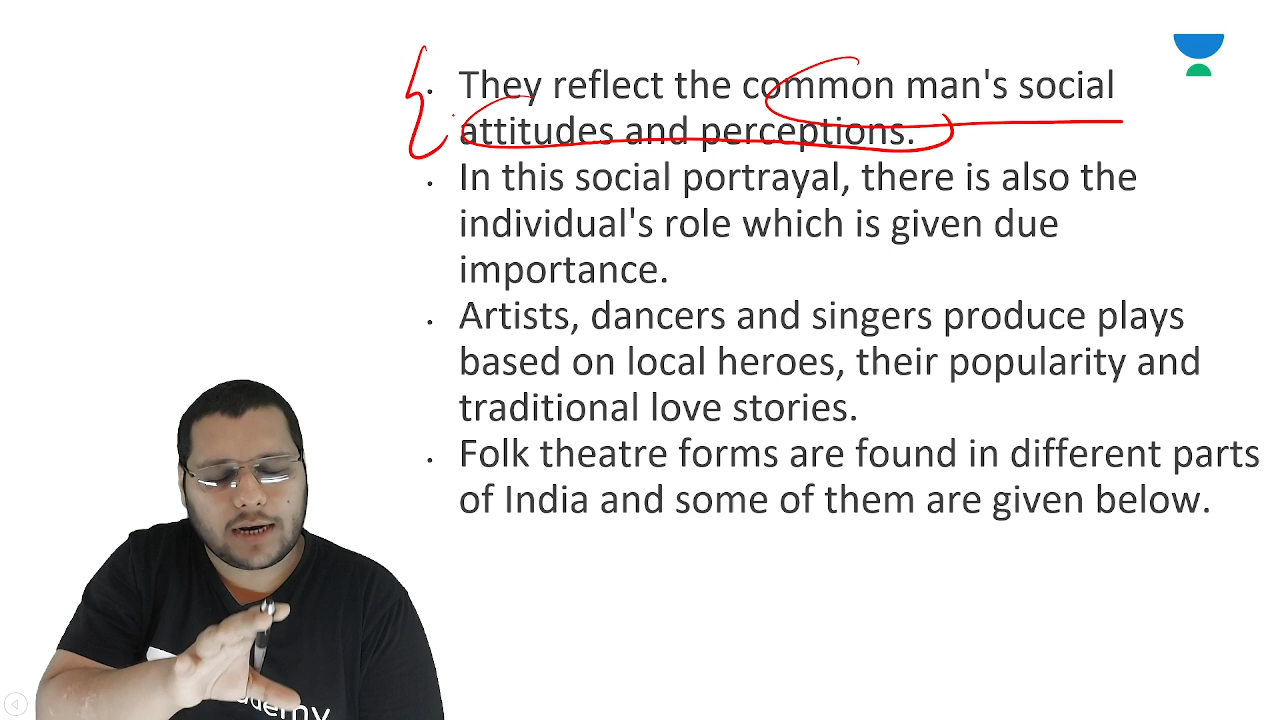 They reflect the common man's social
attitudes and perceptions.
In this social portrayal, there is also the
individual's role which is given due
importance.
Artists, dancers and singers produce plays
based on local heroes, their popularity and
traditional love stories.
Folk theatre forms are found in different parts
of India and some of them are given below.